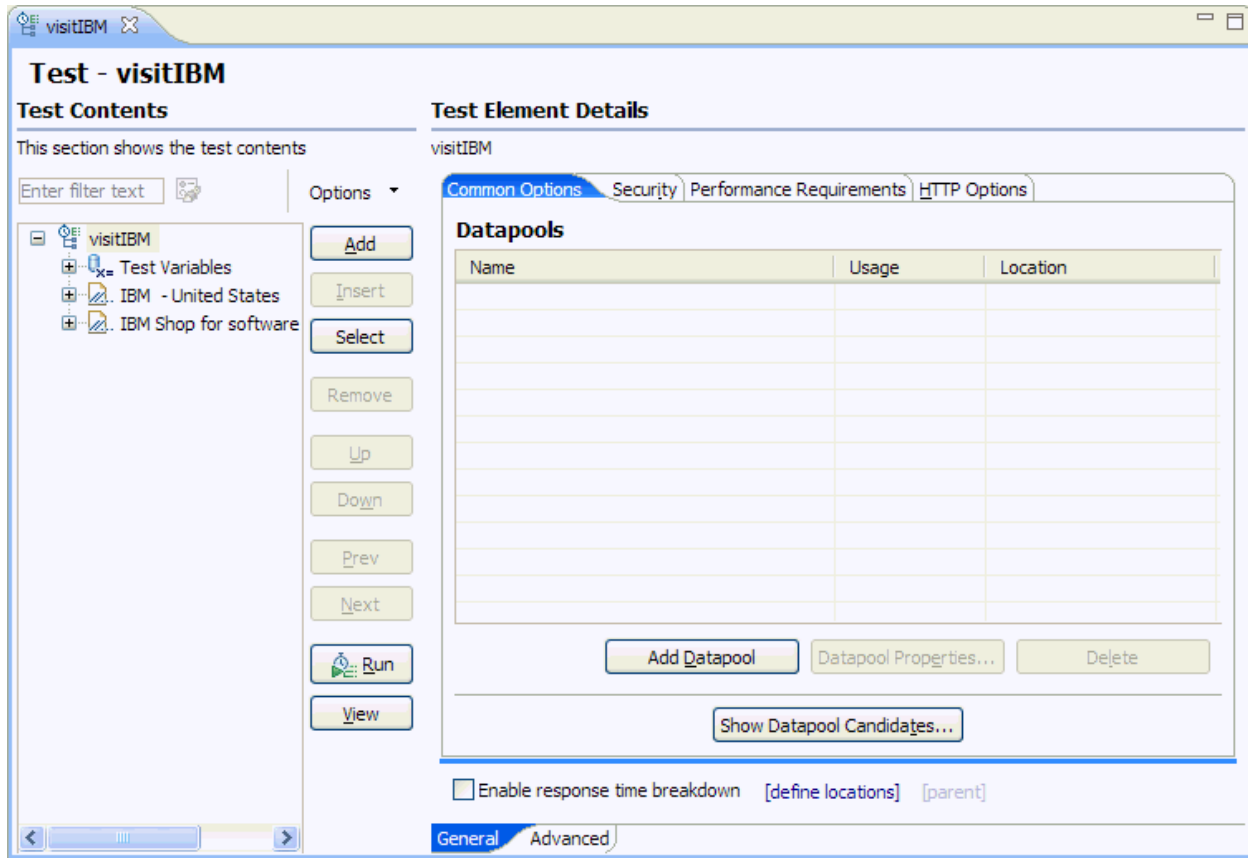 visitIBM
Test - visitIBM
Test Contents
This section shows the test contents
Enter filter text
Options
visitIBM
Test Variables
IBM - United States
IBM Shop for software
Add
Insert
Select
Remove
Up
Down
Prev
Next
Run
View
Test Element Details
visitIBM
Common Options Security Performance Requirements HTTP Options
Datapools
Name Usage Location
Add Datapool Datapool Properties... Delete
Show Datapool Candidates...
Enable response time breakdown [define locations] [parent]
General Advanced